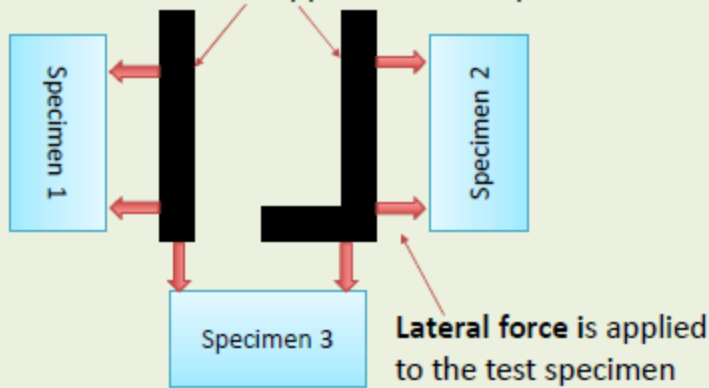 Specimen 1
Specimen 2
Specimen 3
Lateral force is applied
to the test specimen